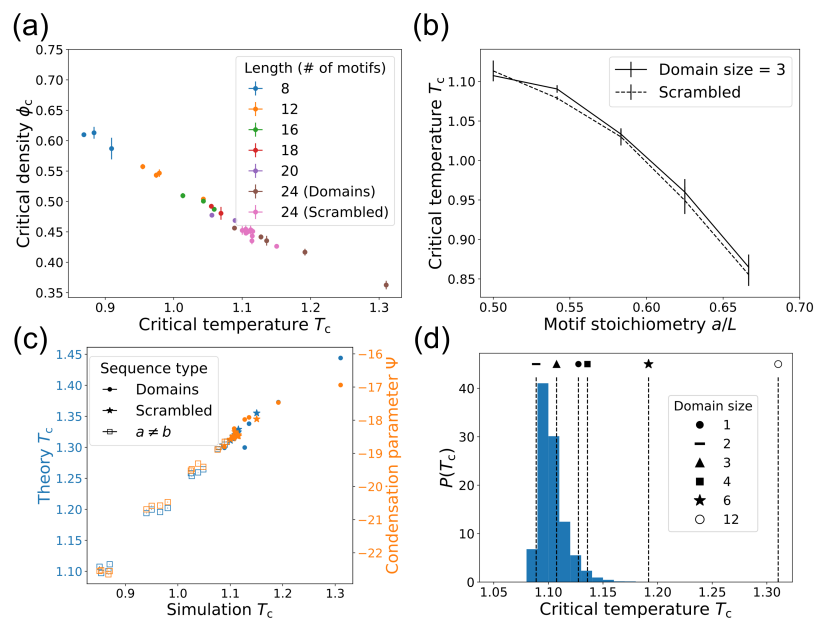 (a)
0.75
0.70
0.65
0.60
0.55
0.50
0.45
0.40
0.35
Critical density ϕc
Length (# of motifs)
8
12
16
18
20
24 (Domains)
24 (Scrambled)
0.9 1.0 1.1 1.2 1.3
Critical temperature Tc
(b)
1.10
1.05
1.00
0.95
0.90
0.85
Critical temperature Tc
Domain size = 3
Scrambled
0.50 0.55 0.60 0.65 0.70
Motif stoichiometry a/L
(c)
1.45
1.40
1.35
1.30
1.25
1.20
1.10
Theory Tc
Sequence type
Domains
Scrambled
a ≠ b
−16
−17
−18
−19
−20
−21
−22
Condensation parameter Ψ
0.9 1.0 1.1 1.2 1.3
Simulation Tc
(d)
40
30
20
10
0
P(Tc)
Domain size
1
2
3
4
6
12
1.05 1.10 1.15 1.20 1.25 1.30
Critical temperature Tc